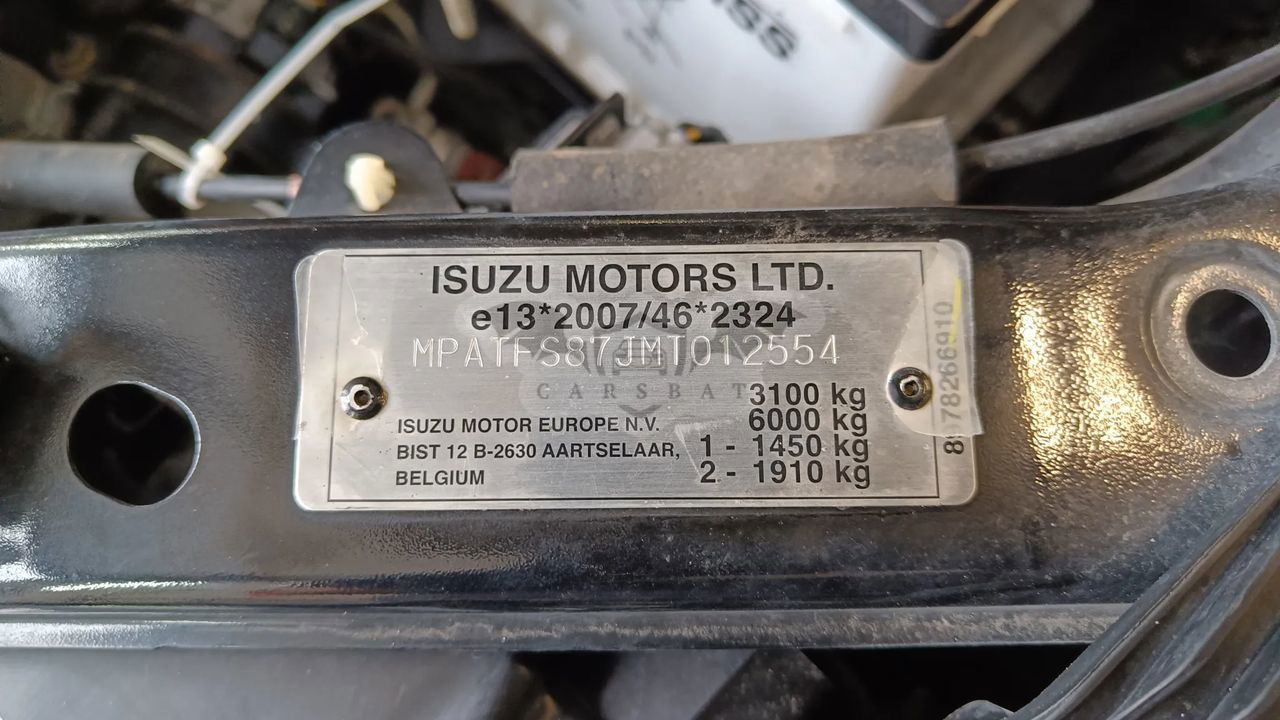 ISUZU MOTORS LTD.
e13*2007/46*2324
MPATFS87JMT012554
CARSBAT
3100 kg
ISUZU MOTOR EUROPE N.V. 6000 kg
BIST 12 B-2630 AARTSELAAR, 1 - 1450 kg
BELGIUM 2 - 1910 kg